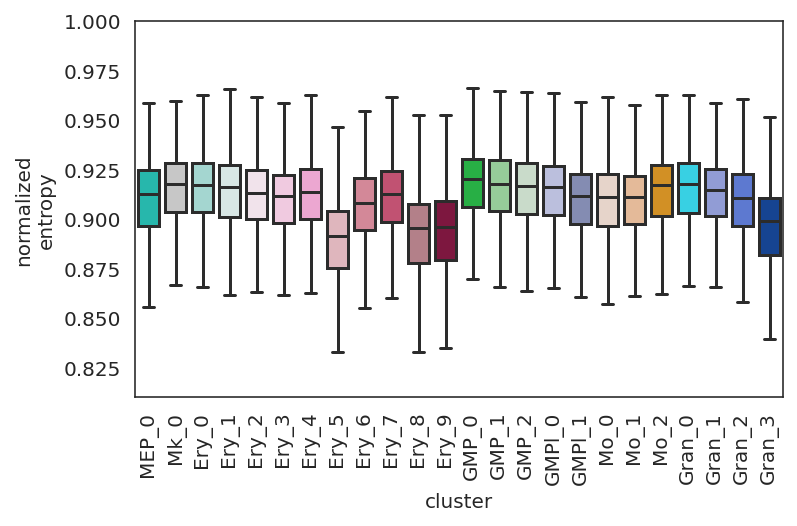 1.000
0.975
0.950
0.925
0.900
0.875
0.850
0.825
normalized
entropy
MEP_0
Mk_0
Ery_0
Ery_1
Ery_2
Ery_3
Ery_4
Ery_5
Ery_6
Ery_7
Ery_8
Ery_9
GMP_0
GMP_1
GMP_2
GMPl_0
GMPl_1
Mo_0
Mo_1
Mo_2
Gran_0
Gran_1
Gran_2
Gran_3
cluster